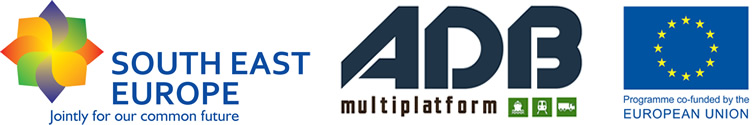 SOUTH EAST
EUROPE
Jointly for our common future
ADB
multiplatform
Programme co-funded by the
EUROPEAN UNION